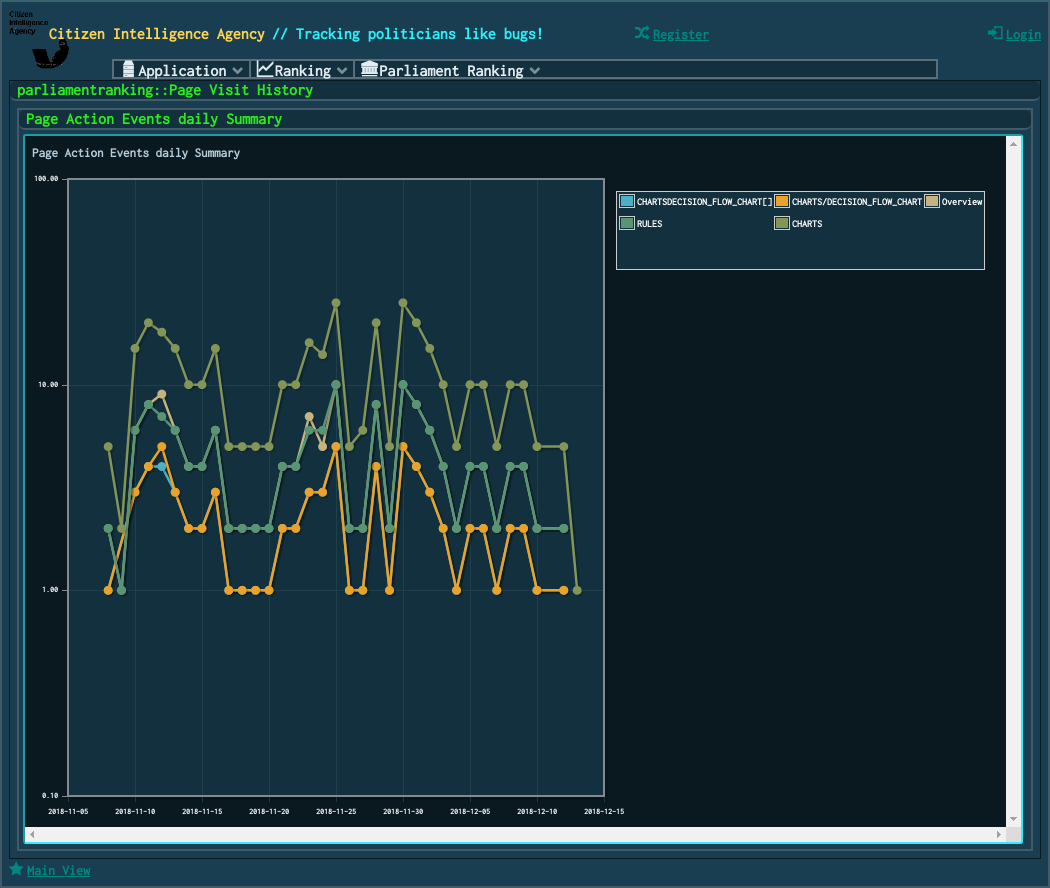 Citizen
Intelligence
Agency
Citizen Intelligence Agency // Tracking politicians like bugs!
Register
Login
Application
Ranking
Parliament Ranking
parliamentranking::Page Visit History
Page Action Events daily Summary
Page Action Events daily Summary
100.00
10.00
1.00
0.10
2018-11-05 2018-11-10 2018-11-15 2018-11-20 2018-11-25 2018-11-30 2018-12-05 2018-12-10 2018-12-15
CHARTSDECISION_FLOW_CHART[] CHARTS/DECISION_FLOW_CHART Overview
RULES CHARTS
Main View